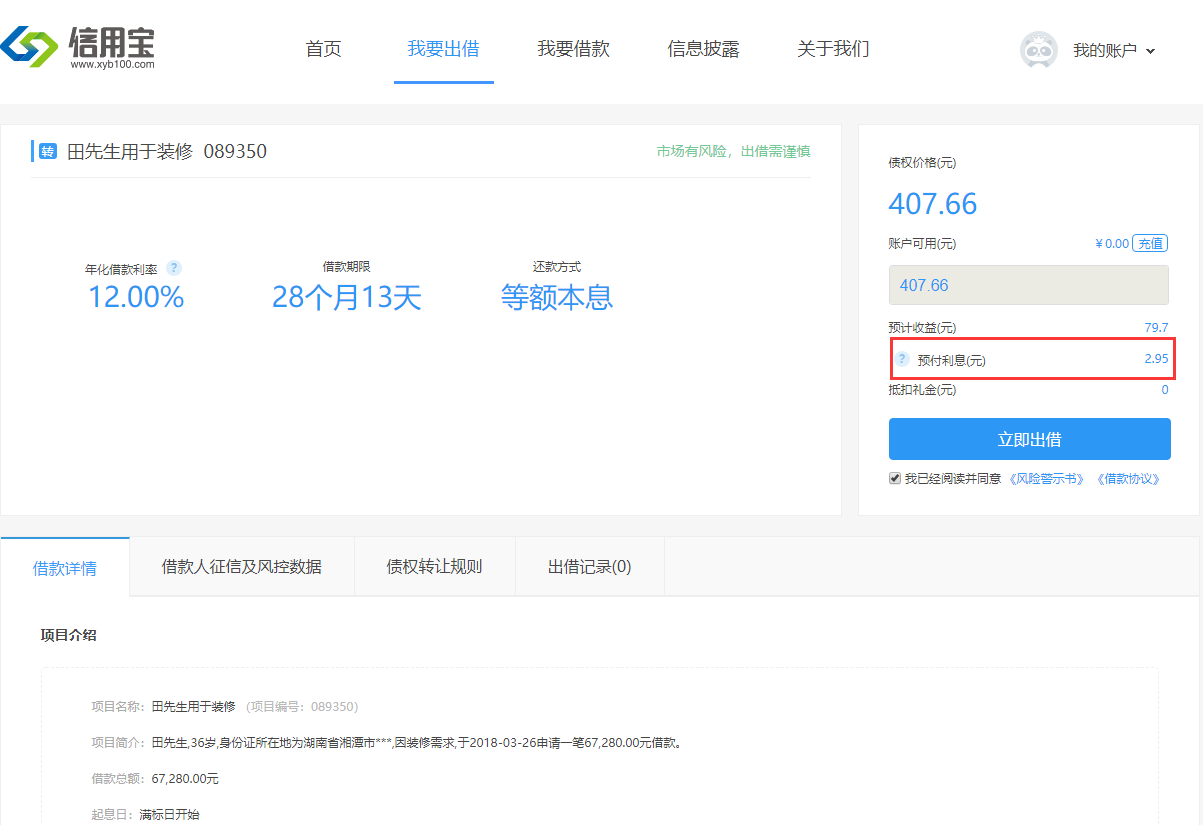 信用宝
www.xyb100.com
首页 我要出借 我要借款 信息披露 关于我们 我的账户
转 田先生用于装修 089350 市场有风险，出借需谨慎
年化借款利率 ? 借款期限 还款方式
12.00% 28个月13天 等额本息
债权价格(元)
407.66
账户可用(元) ¥0.00 充值
407.66
预计收益(元) 79.7
? 预付利息(元) 2.95
抵扣礼金(元) 0
立即出借
我已经阅读并同意 《风险警示书》 《借款协议》
借款详情 借款人征信及风控数据 债权转让规则 出借记录(0)
项目介绍
项目名称: 田先生用于装修 (项目编号: 089350)
项目简介: 田先生,36岁,身份证所在地为湖南省湘潭市***,因装修需求,于2018-03-26申请一笔67,280.00元借款。
借款总额: 67,280.00元
起息日: 满标日开始